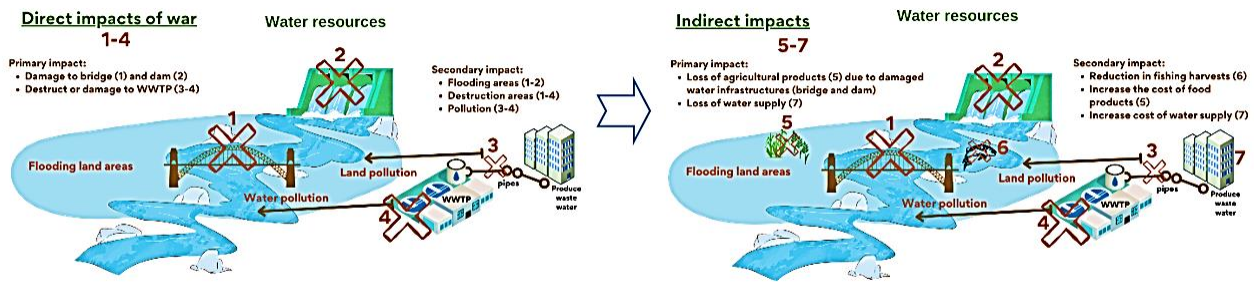 Direct impacts of war
1-4
Water resources
Primary impact:
• Damage to bridge (1) and dam (2)
• Destruct or damage to WWTP (3-4)
2
Secondary impact:
• Flooding areas (1-2)
• Destruction areas (1-4)
• Pollution (3-4)
1
3
Flooding land areas
Land pollution
pipes
Produce
waste
water
Water pollution
WWTP
4
Indirect impacts
5-7
Water resources
Primary impact:
• Loss of agricultural products (5) due to damaged
water infrastructures (bridge and dam)
• Loss of water supply (7)
2
Secondary impact:
• Reduction in fishing harvests (6)
• Increase the cost of food
products (5)
• Increase cost of water supply (7)
5
1
6
3
7
Flooding land areas
Land pollution
pipes
Produce
waste
water
Water pollution
WWTP
4